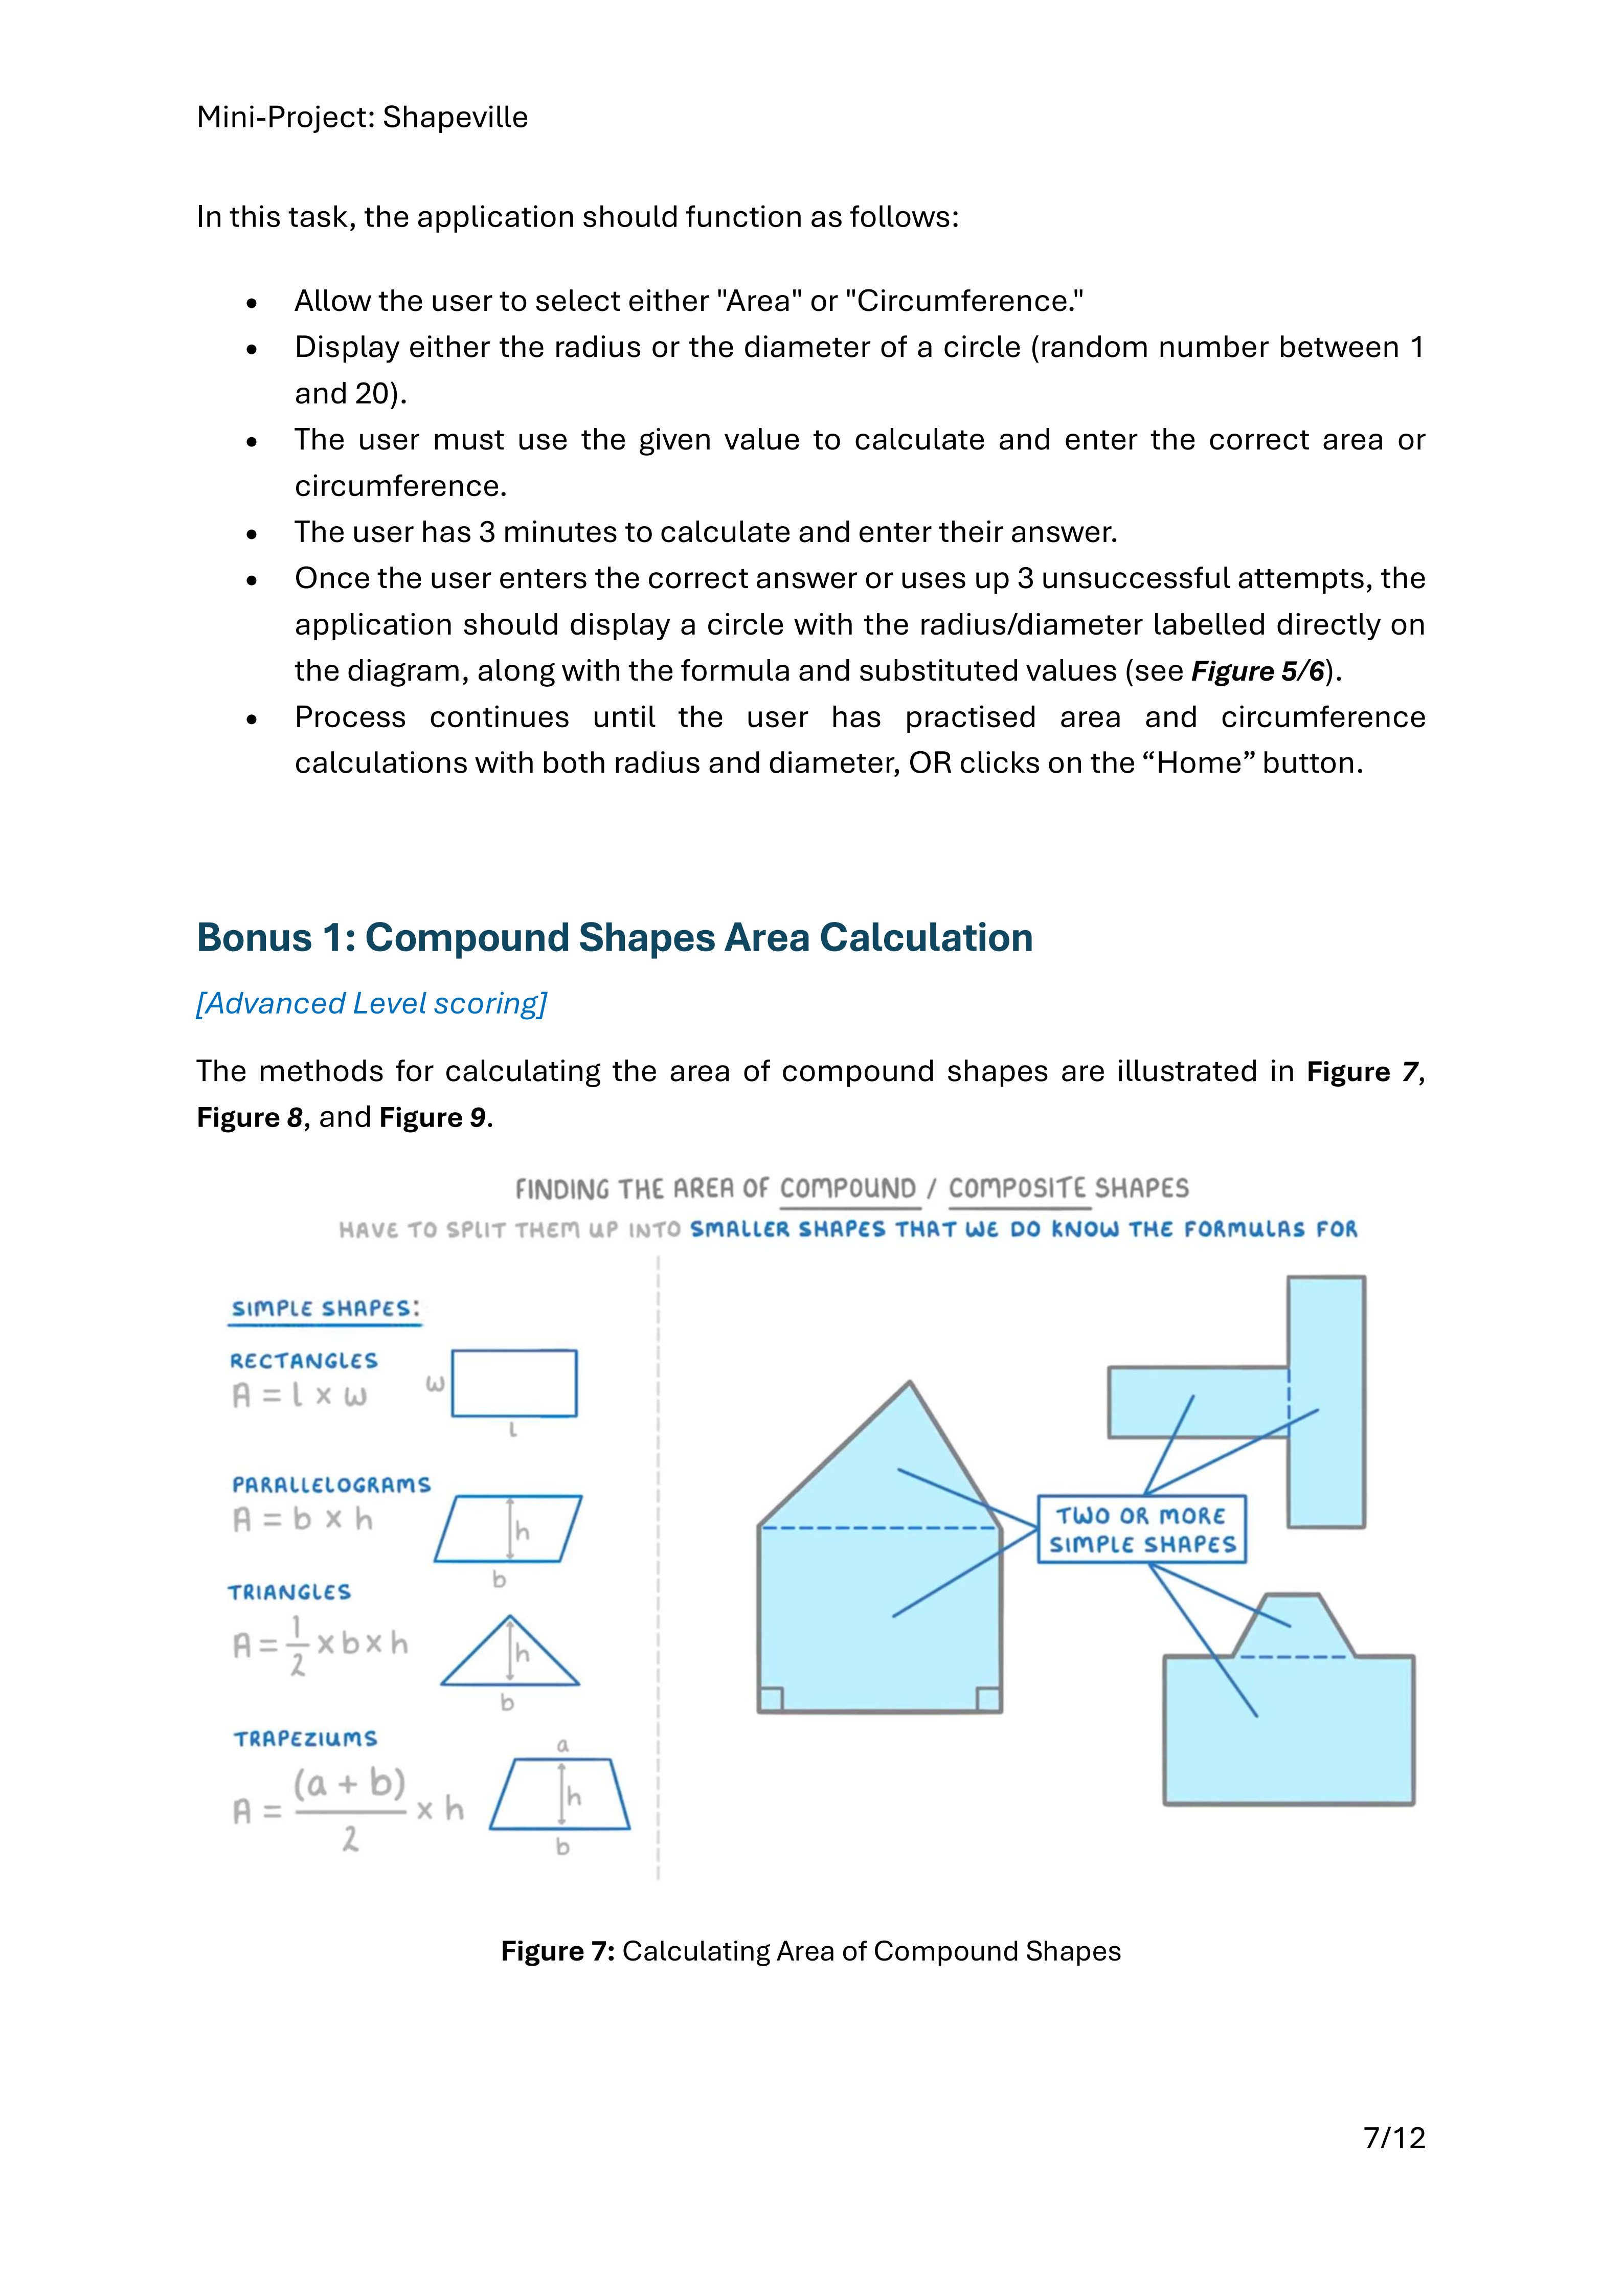 Mini-Project: Shapeville
In this task, the application should function as follows:
• Allow the user to select either "Area" or "Circumference."
• Display either the radius or the diameter of a circle (random number between 1
and 20).
• The user must use the given value to calculate and enter the correct area or
circumference.
• The user has 3 minutes to calculate and enter their answer.
• Once the user enters the correct answer or uses up 3 unsuccessful attempts, the
application should display a circle with the radius/diameter labelled directly on
the diagram, along with the formula and substituted values (see Figure 5/6).
• Process continues until the user has practised area and circumference
calculations with both radius and diameter, OR clicks on the “Home” button.
Bonus 1: Compound Shapes Area Calculation
[Advanced Level scoring]
The methods for calculating the area of compound shapes are illustrated in Figure 7,
Figure 8, and Figure 9.
FINDING THE AREA OF COMPOUND / COMPOSITE SHAPES
HAVE TO SPLIT THEM UP INTO SMALLER SHAPES THAT WE DO KNOW THE FORMULAS FOR
SIMPLE SHAPES:
RECTANGLES
A = l x w
w
l
PARALLELOGRAMS
A = b x h
h
b
TRIANGLES
A = 1/2 x b x h
h
b
TRAPEZIUMS
A = (a + b)/2 x h
a
h
b
TWO OR MORE
SIMPLE SHAPES
Figure 7: Calculating Area of Compound Shapes
7/12